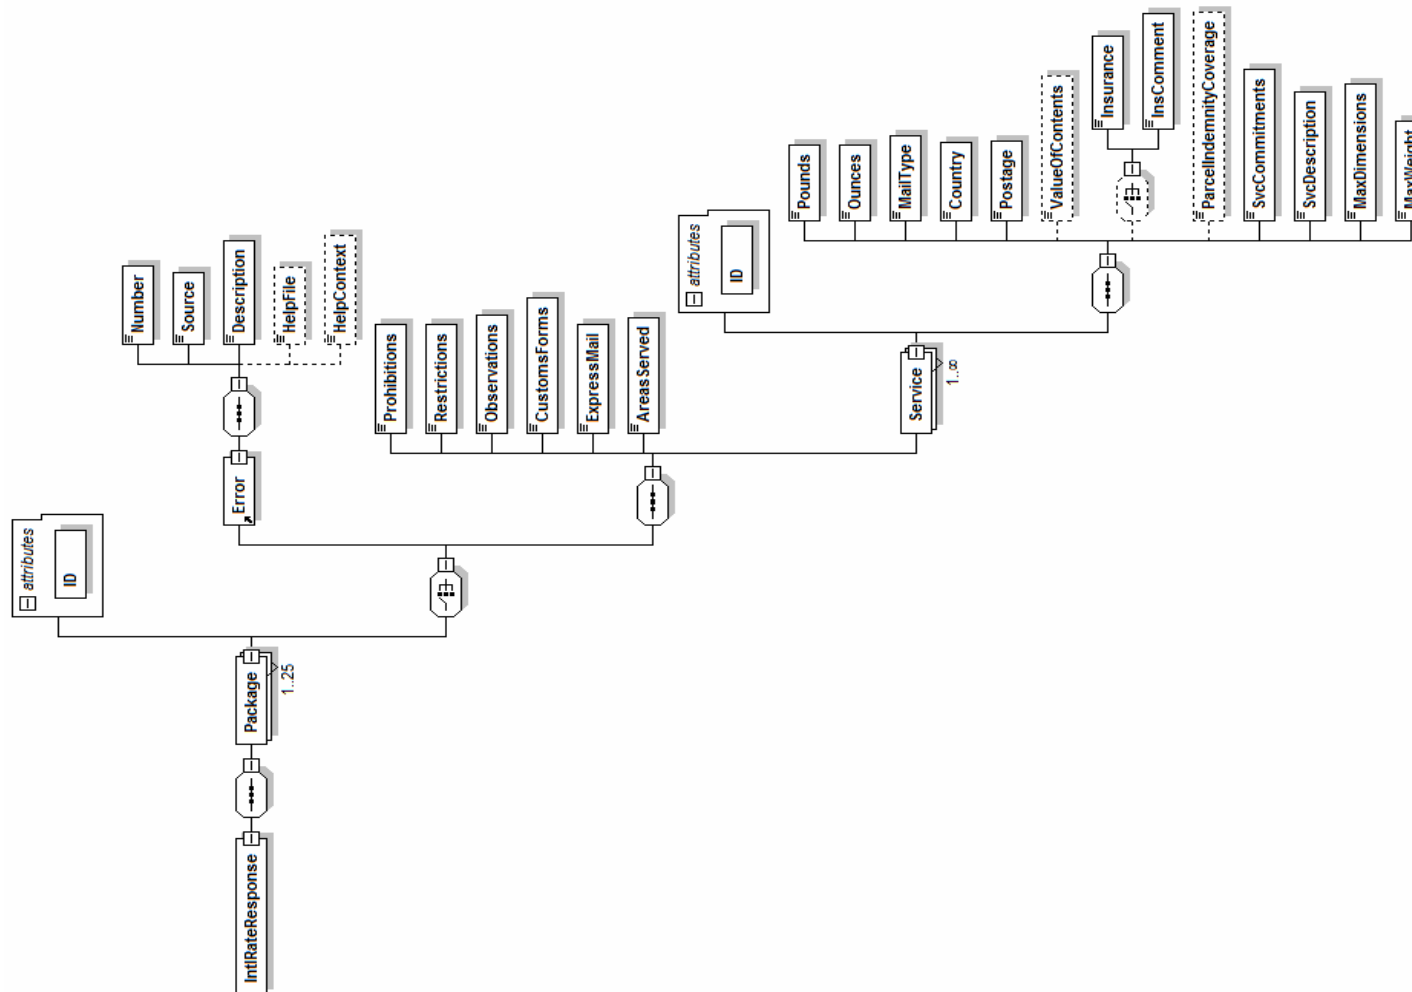 IntlRateResponse
Package
1..25
attributes
ID
Error
Number
Source
Description
HelpFile
HelpContext
Prohibitions
Restrictions
Observations
CustomsForms
ExpressMail
AreasServed
Service
1..∞
attributes
ID
Pounds
Ounces
MailType
Country
Postage
ValueOfContents
Insurance
InsComment
ParcelIndemnityCoverage
SvcCommitments
SvcDescription
MaxDimensions
MaxWeight